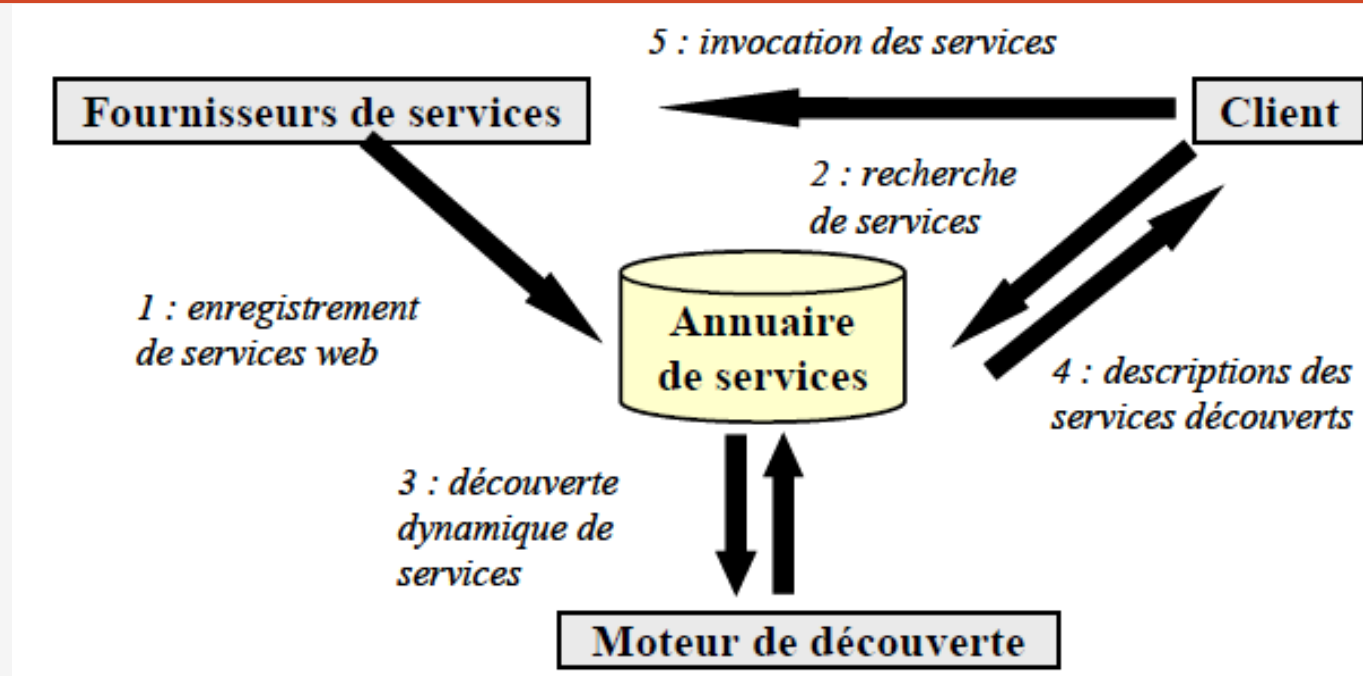 5 : invocation des services
Fournisseurs de services
Client
2 : recherche
de services
1 : enregistrement
de services web
Annuaire
de services
4 : descriptions des
services découverts
3 : découverte
dynamique de
services
Moteur de découverte